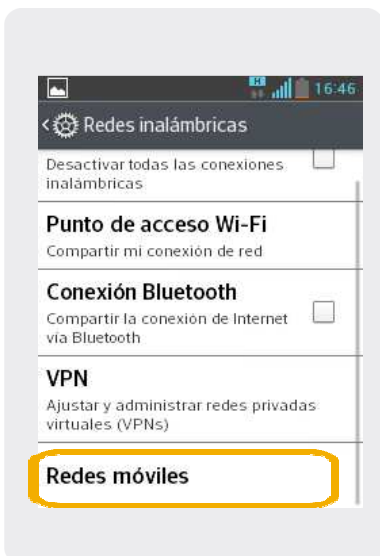 H
16:46
Redes inalámbricas
Desactivar todas las conexiones
inalámbricas
Punto de acceso Wi-Fi
Compartir mi conexión de red
Conexión Bluetooth
Compartir la conexión de Internet
vía Bluetooth
VPN
Ajustar y administrar redes privadas
virtuales (VPNs)
Redes móviles